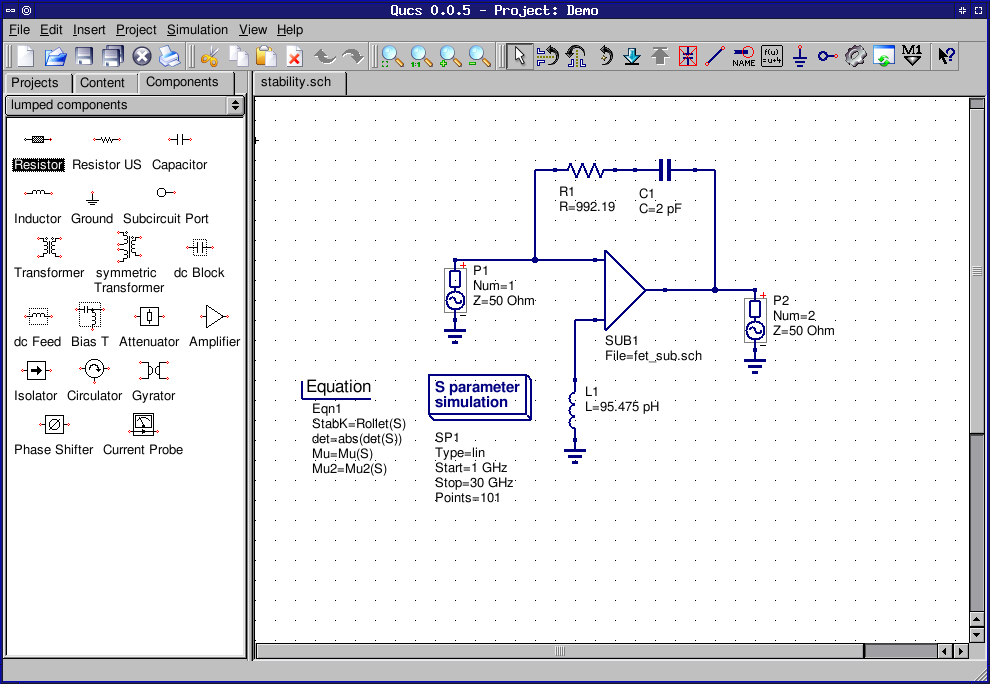 Qucs 0.0.5 - Project: Demo
File Edit Insert Project Simulation View Help
1:1 NAME f(u) =u+4 M1 ?
Projects Content Components
lumped components
Resistor Resistor US Capacitor
Inductor Ground Subcircuit Port
Transformer symmetric Transformer dc Block
dc Feed Bias T Attenuator Amplifier
Isolator Circulator Gyrator
Phase Shifter Current Probe
stability.sch
R1
R=992.19
C1
C=2 pF
P1
Num=1
Z=50 Ohm
P2
Num=2
Z=50 Ohm
SUB1
File=fet_sub.sch
L1
L=95.475 pH
Equation
Eqn1
StabK=Rollet(S)
det=abs(det(S))
Mu=Mu(S)
Mu2=Mu2(S)
S parameter
simulation
SP1
Type=lin
Start=1 GHz
Stop=30 GHz
Points=101